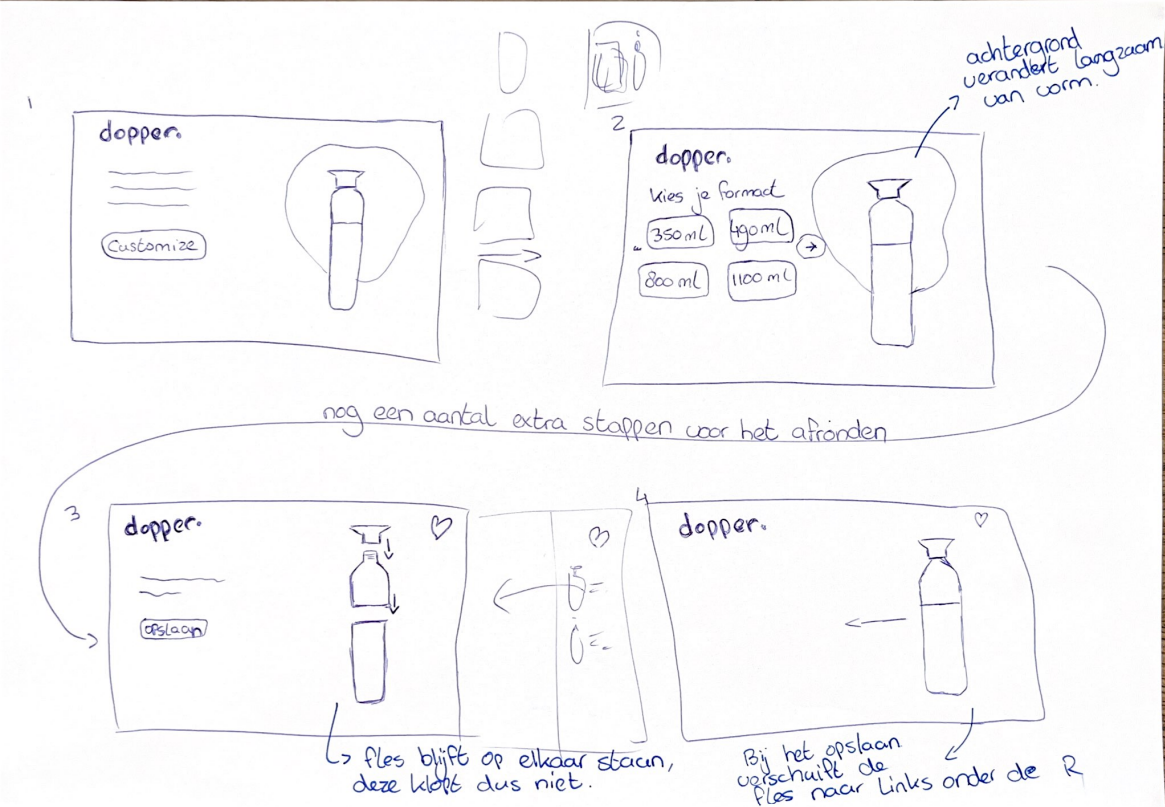 achtergrond
verandert langzaam
van vorm.
1
dopper.
Customize
2
dopper.
Kies je formaat
350 ml
490 ml
800 ml
1100 ml
nog een aantal extra stappen voor het afronden
3
dopper.
opslaan
fles blijft op elkaar staan,
deze klopt dus niet.
4
dopper.
Bij het opslaan
verschuift de
fles naar links onder de R